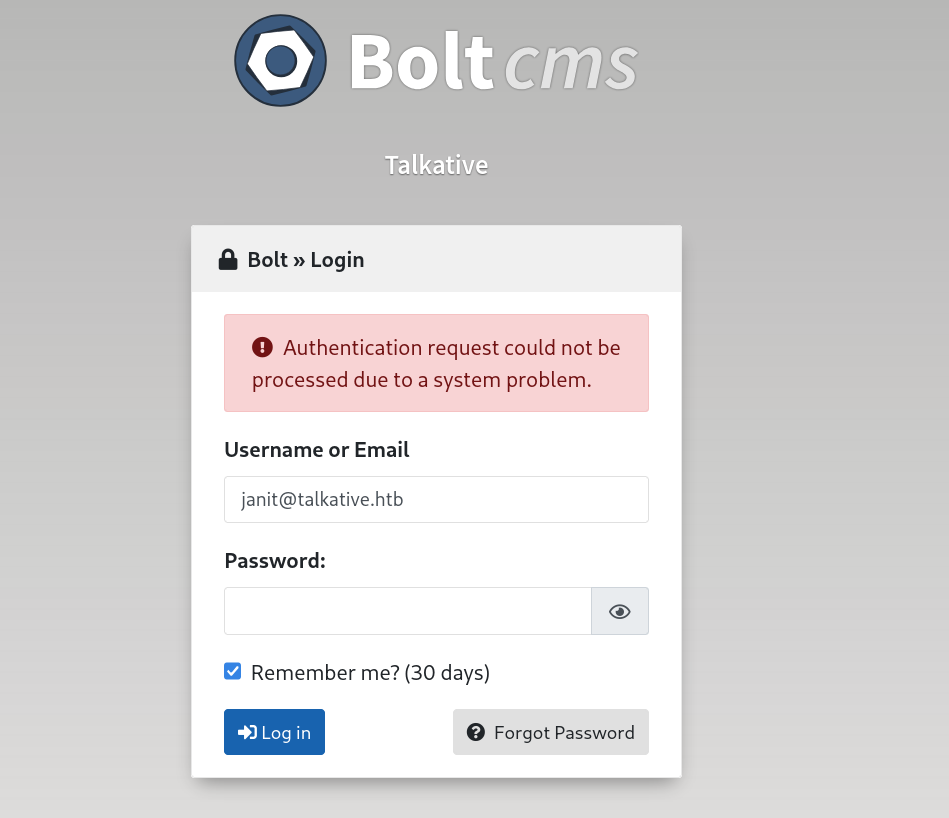 Bolt cms
Talkative
Bolt » Login
Authentication request could not be
processed due to a system problem.
Username or Email
janit@talkative.htb
Password:
Remember me? (30 days)
Log in
Forgot Password